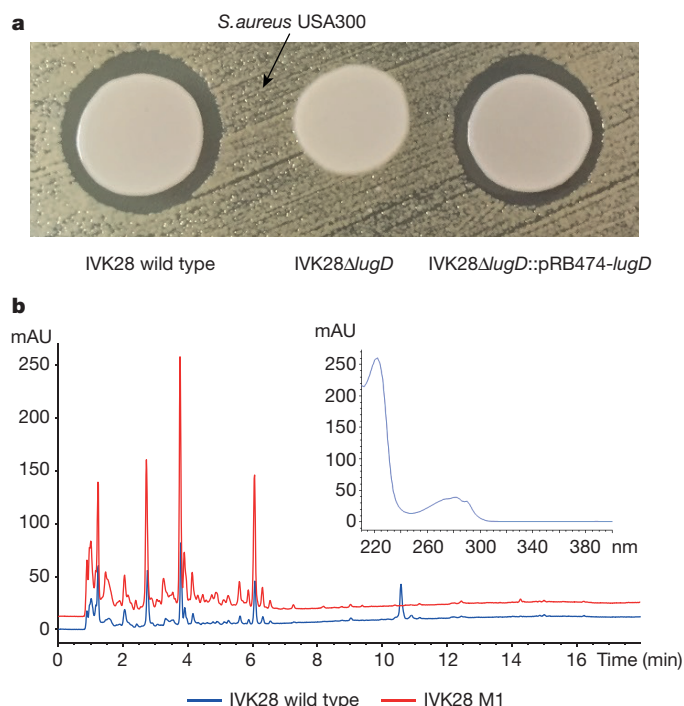 a
S.aureus USA300
IVK28 wild type IVK28ΔlugD IVK28ΔlugD::pRB474-lugD
b
mAU
250
200
150
100
50
0
0 2 4 6 8 10 12 14 16 Time (min)
mAU
250
200
150
100
50
0
220 260 300 340 380 nm
IVK28 wild type IVK28 M1